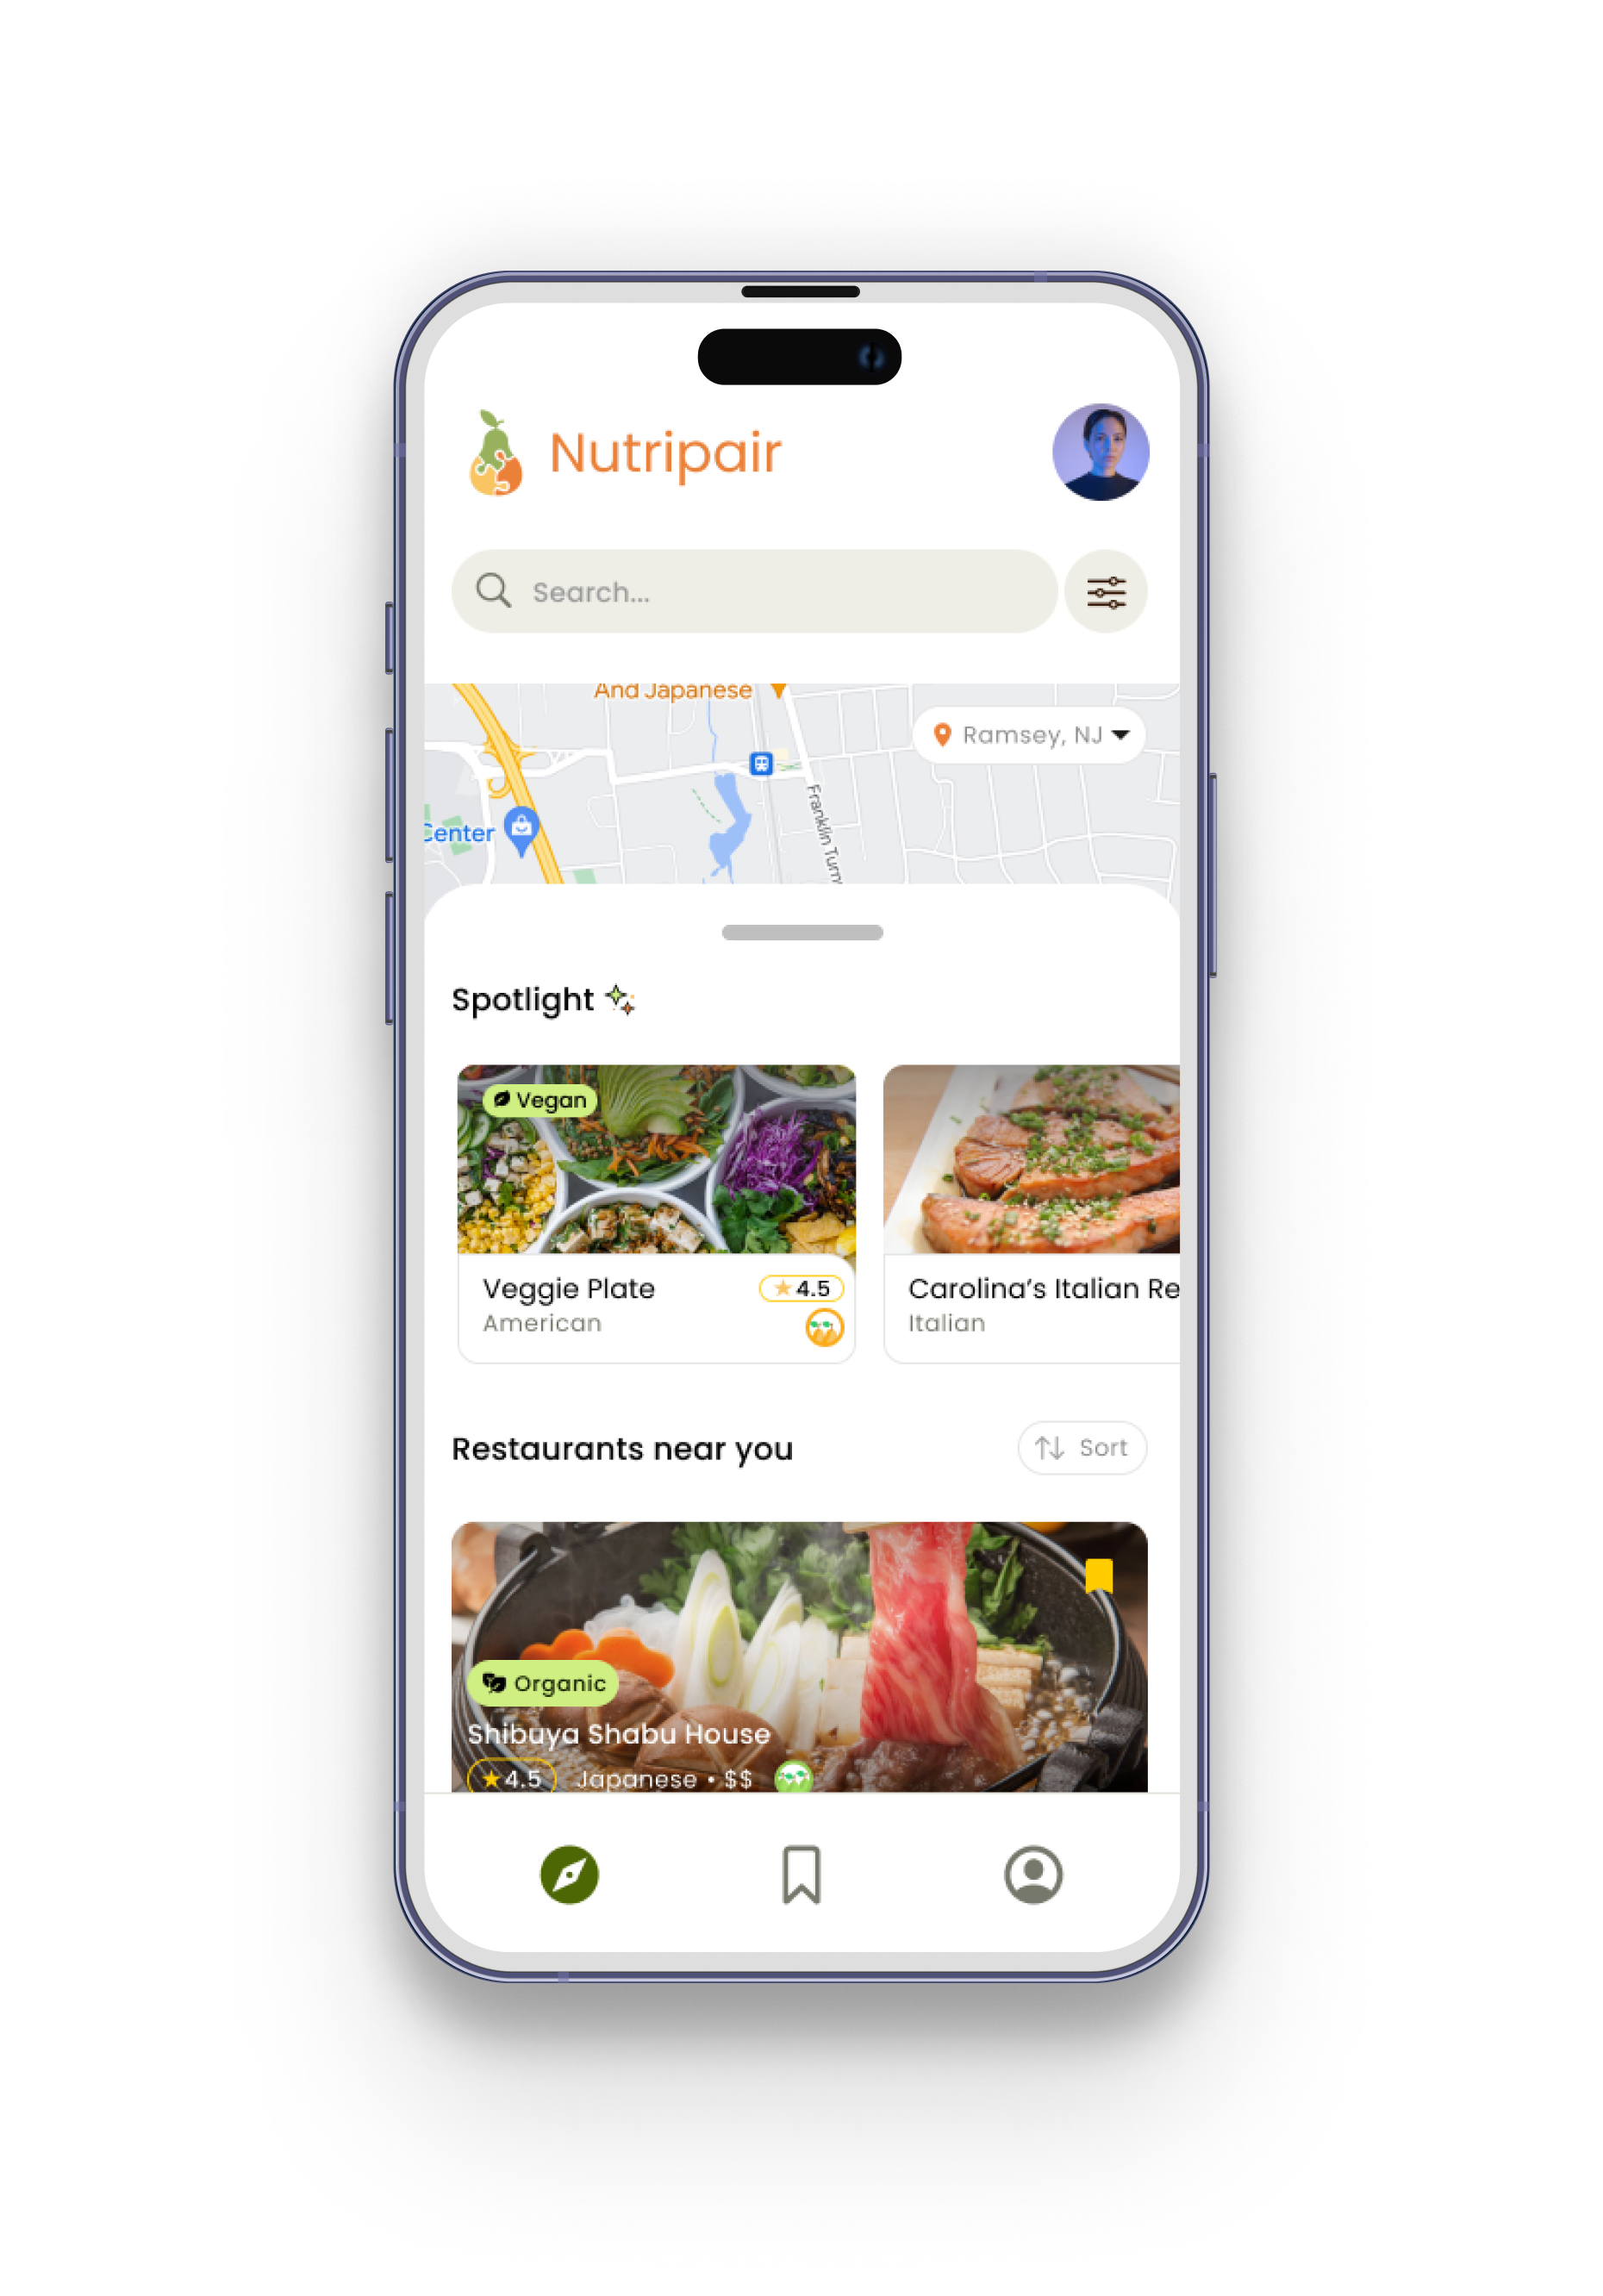 Nutripair
Search...
And Japanese
Ramsey, NJ
Center
Franklin
Spotlight
Vegan
Veggie Plate
4.5
American
Carolina's Italian Re
Italian
Restaurants near you
Sort
Organic
Shibuya Shabu House
4.5 Japanese • $$